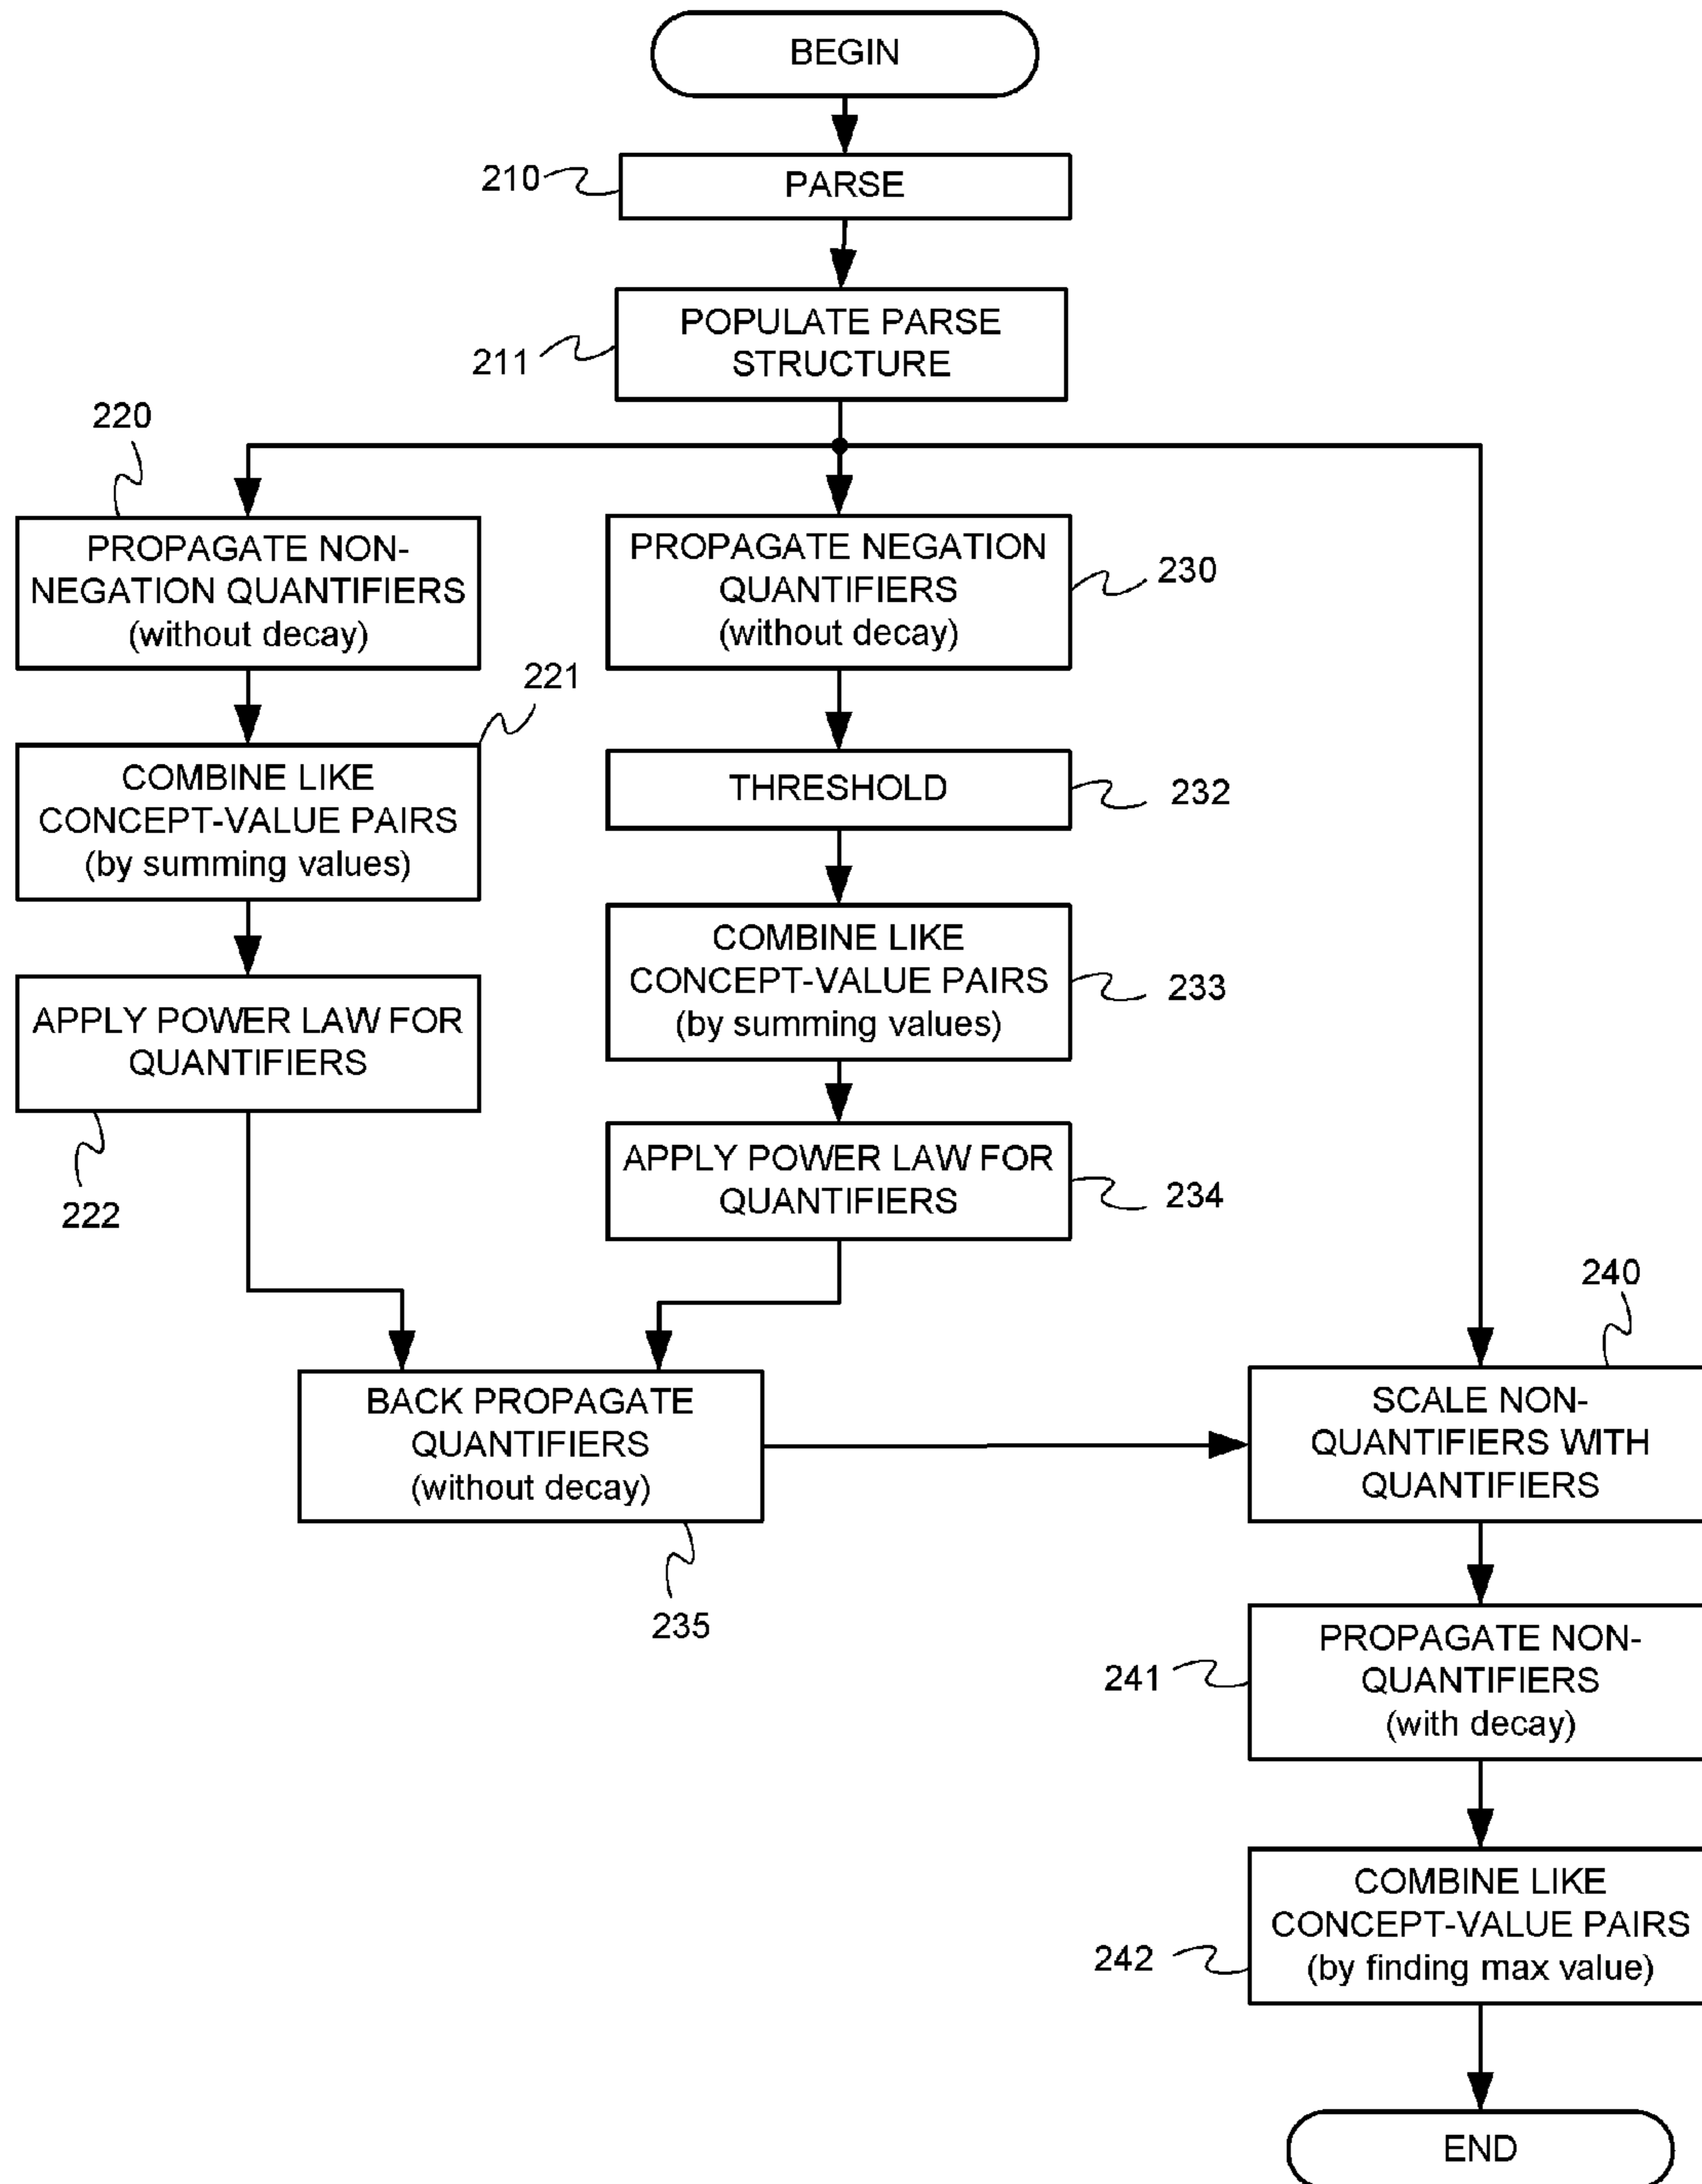 BEGIN
210
PARSE
211
POPULATE PARSE
STRUCTURE
220
PROPAGATE NON-
NEGATION QUANTIFIERS
(without decay)
PROPAGATE NEGATION
QUANTIFIERS
(without decay)
230
221
COMBINE LIKE
CONCEPT-VALUE PAIRS
(by summing values)
THRESHOLD
232
COMBINE LIKE
CONCEPT-VALUE PAIRS
(by summing values)
233
APPLY POWER LAW FOR
QUANTIFIERS
222
APPLY POWER LAW FOR
QUANTIFIERS
234
BACK PROPAGATE
QUANTIFIERS
(without decay)
235
240
SCALE NON-
QUANTIFIERS WITH
QUANTIFIERS
241
PROPAGATE NON-
QUANTIFIERS
(with decay)
242
COMBINE LIKE
CONCEPT-VALUE PAIRS
(by finding max value)
END